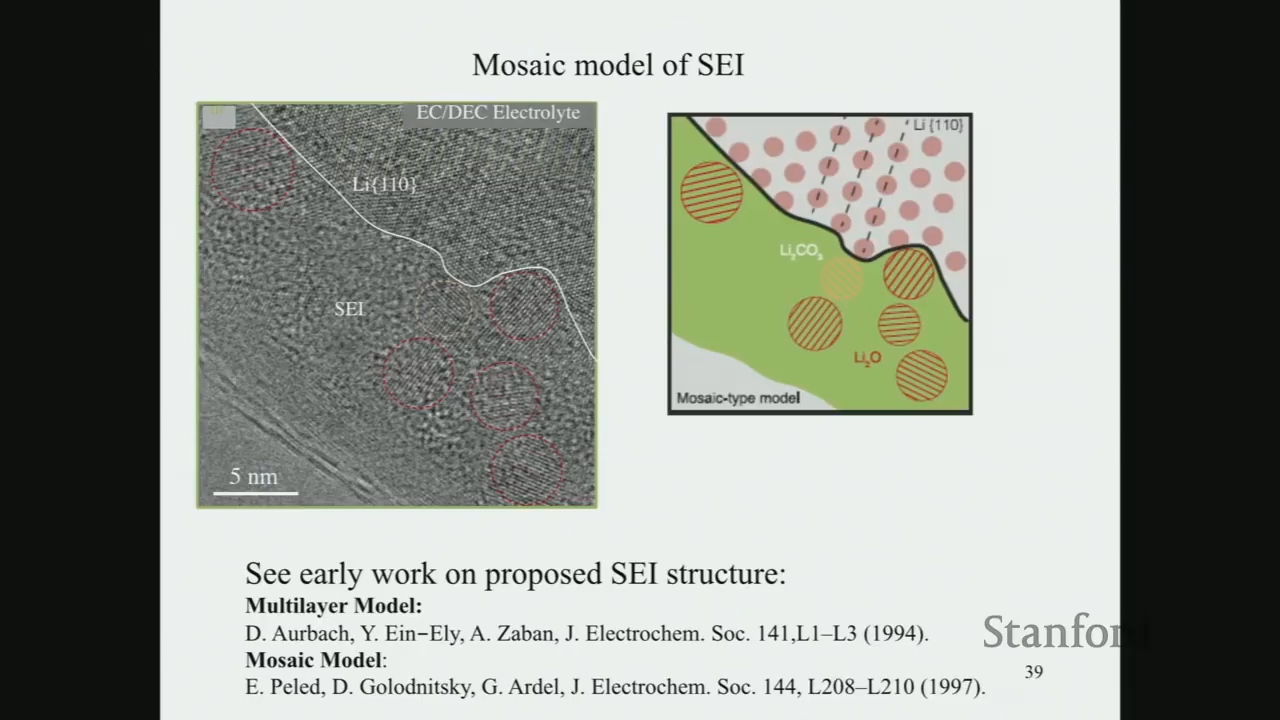 Mosaic model of SEI
EC/DEC Electrolyte
Li{110}
SEI
5 nm
Li {110}
Li₂CO₃
Li₂O
Mosaic-type model
See early work on proposed SEI structure:
Multilayer Model:
D. Aurbach, Y. Ein−Ely, A. Zaban, J. Electrochem. Soc. 141,L1–L3 (1994).
Mosaic Model:
E. Peled, D. Golodnitsky, G. Ardel, J. Electrochem. Soc. 144, L208–L210 (1997).
Stanford
39